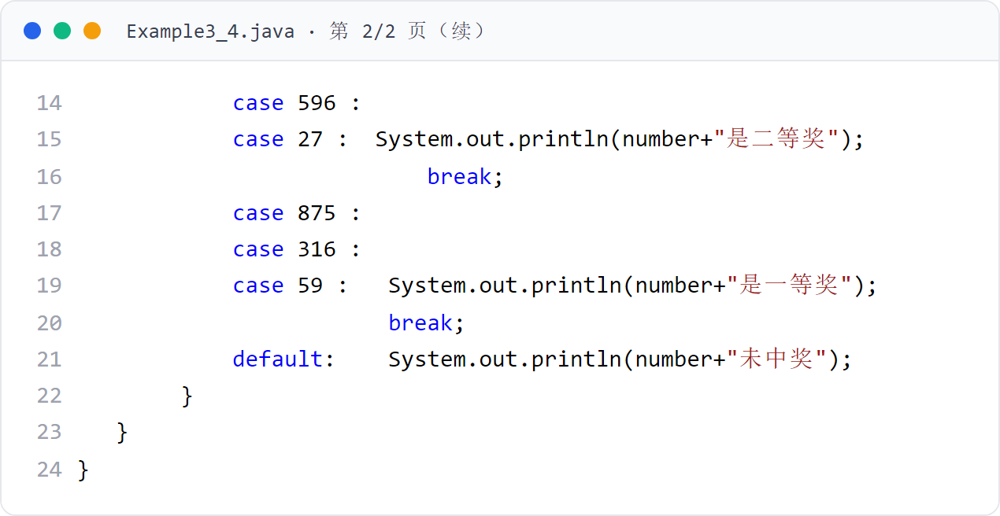 Example3_4.java · 第 2/2 页（续）
14 case 596 :
15 case 27 : System.out.println(number+"是二等奖");
16 break;
17 case 875 :
18 case 316 :
19 case 59 : System.out.println(number+"是一等奖");
20 break;
21 default: System.out.println(number+"未中奖");
22 }
23 }
24 }